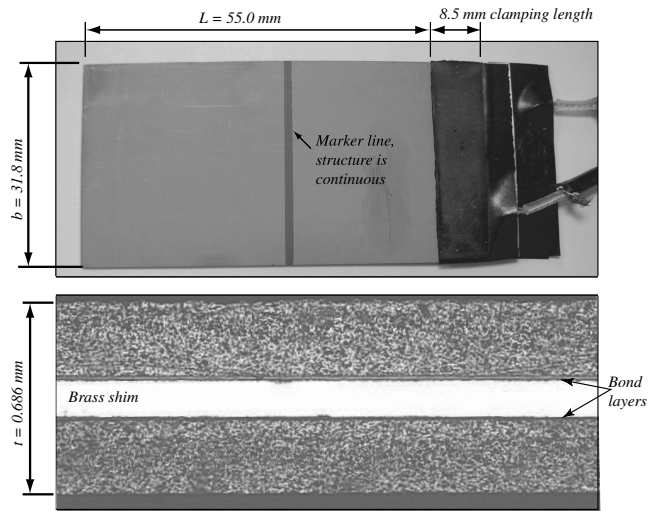 L = 55.0 mm
8.5 mm clamping length
b = 31.8 mm
Marker line,
structure is
continuous
t = 0.686 mm
Brass shim
Bond
layers